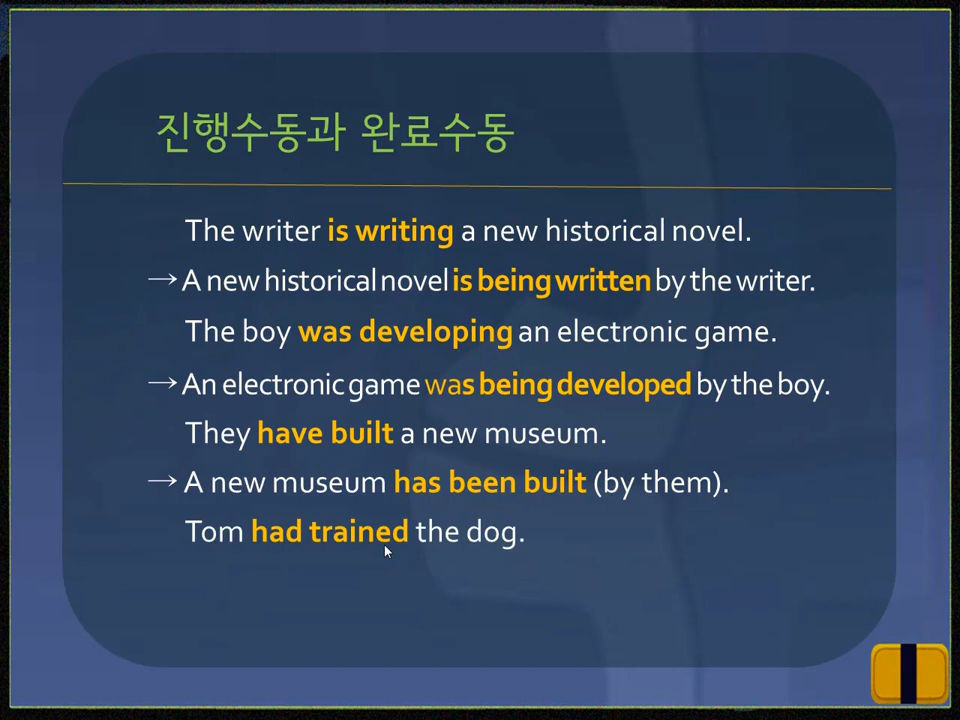 진행수동과 완료수동
The writer is writing a new historical novel.
→ A new historical novel is being written by the writer.
The boy was developing an electronic game.
→ An electronic game was being developed by the boy.
They have built a new museum.
→ A new museum has been built (by them).
Tom had trained the dog.